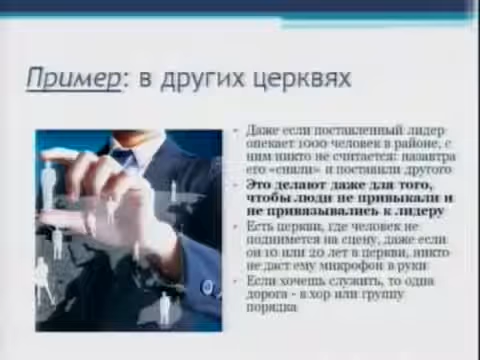 Пример: в других церквях
• Даже если поставленный лидер
опекает 1000 человек в районе, с
ним никто не считается: назавтра
его «сняли» и поставили другого
• Это делают даже для того,
чтобы люди не привыкали и
не привязывались к лидеру
• Есть церкви, где человек не
поднимется на сцену, даже если
он 10 или 20 лет в церкви, никто
не даст ему микрофон в руки
• Если хочешь служить, то одна
дорога - в хор или группу
порядка